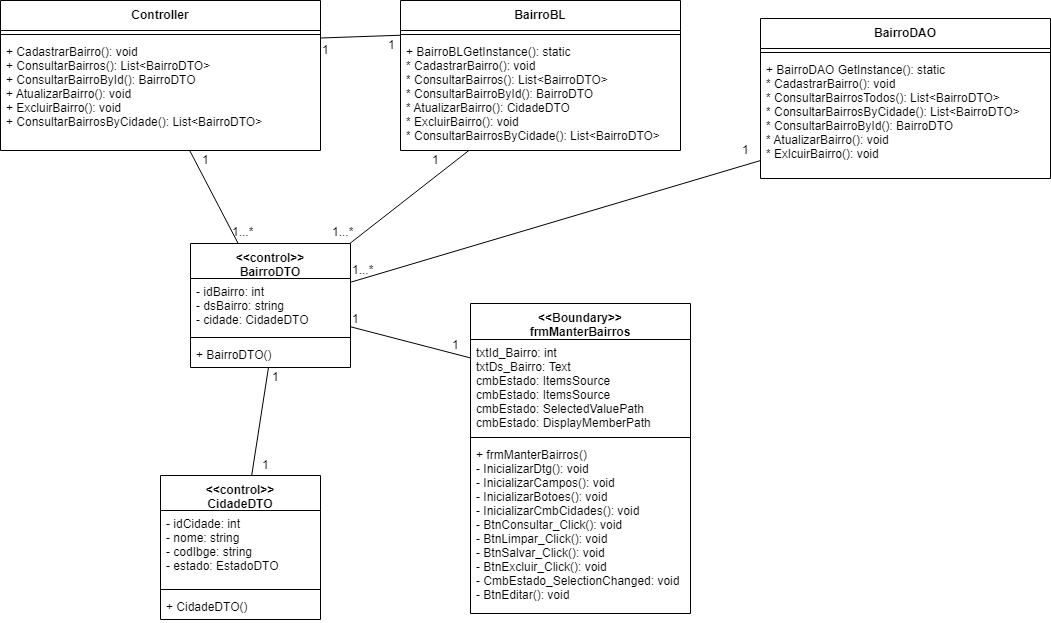 Controller
+ CadastrarBairro(): void
+ ConsultarBairros(): List<BairroDTO>
+ ConsultarBairroById(): BairroDTO
+ AtualizarBairro(): void
+ ExcluirBairro(): void
+ ConsultarBairrosByCidade(): List<BairroDTO>
1
1
BairroBL
+ BairroBLGetInstance(): static
* CadastrarBairro(): void
* ConsultarBairros(): List<BairroDTO>
* ConsultarBairroById(): BairroDTO
* AtualizarBairro(): CidadeDTO
* ExcluirBairro(): void
* ConsultarBairrosByCidade(): List<BairroDTO>
BairroDAO
+ BairroDAO GetInstance(): static
* CadastrarBairro(): void
* ConsultarBairrosTodos(): List<BairroDTO>
* ConsultarBairrosByCidade(): List<BairroDTO>
* ConsultarBairroById(): BairroDTO
* AtualizarBairro(): void
* ExlcuirBairro(): void
1
1
1
1...*
1...*
1...*
<<control>>
BairroDTO
- idBairro: int
- dsBairro: string
- cidade: CidadeDTO
+ BairroDTO()
1
1
1
1
<<Boundary>>
frmManterBairros
txtId_Bairro: int
txtDs_Bairro: Text
cmbEstado: ItemsSource
cmbEstado: ItemsSource
cmbEstado: SelectedValuePath
cmbEstado: DisplayMemberPath
+ frmManterBairros()
- InicializarDtg(): void
- InicializarCampos(): void
- InicializarBotoes(): void
- InicializarCmbCidades(): void
- BtnConsultar_Click(): void
- BtnLimpar_Click(): void
- BtnSalvar_Click(): void
- BtnExcluir_Click(): void
- CmbEstado_SelectionChanged: void
- BtnEditar(): void
<<control>>
CidadeDTO
- idCidade: int
- nome: string
- codIbge: string
- estado: EstadoDTO
+ CidadeDTO()